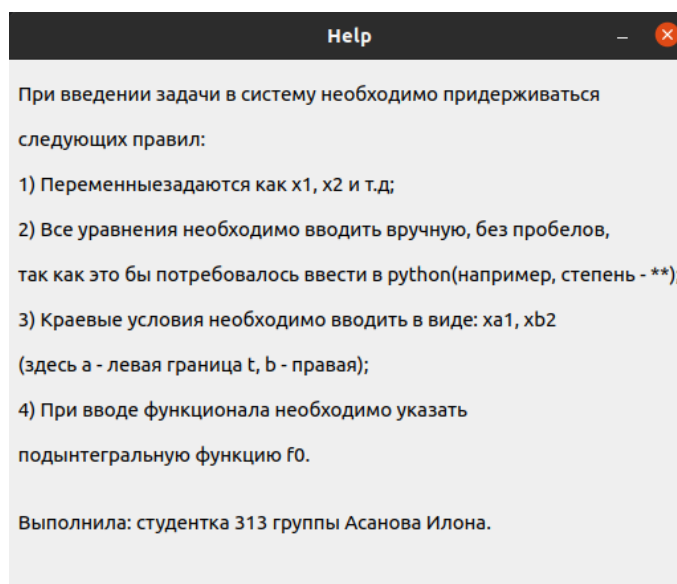 Help
При введении задачи в систему необходимо придерживаться
следующих правил:
1) Переменныезадаются как x1, x2 и т.д;
2) Все уравнения необходимо вводить вручную, без пробелов,
так как это бы потребовалось ввести в python(например, степень - **);
3) Краевые условия необходимо вводить в виде: xa1, xb2
(здесь a - левая граница t, b - правая);
4) При вводе функционала необходимо указать
подынтегральную функцию f0.
Выполнила: студентка 313 группы Асанова Илона.